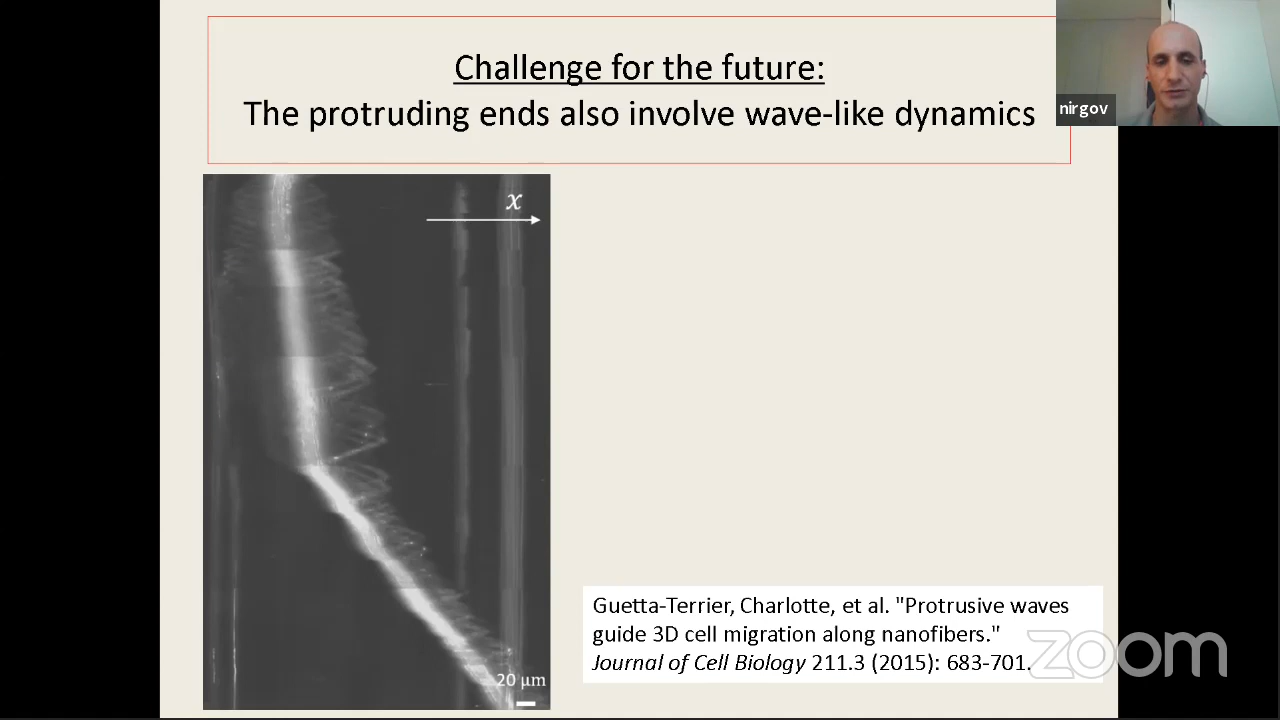 Challenge for the future:
The protruding ends also involve wave-like dynamics
nirgov
x
Guetta-Terrier, Charlotte, et al. "Protrusive waves
guide 3D cell migration along nanofibers."
Journal of Cell Biology 211.3 (2015): 683-701.
zoom
20 μm